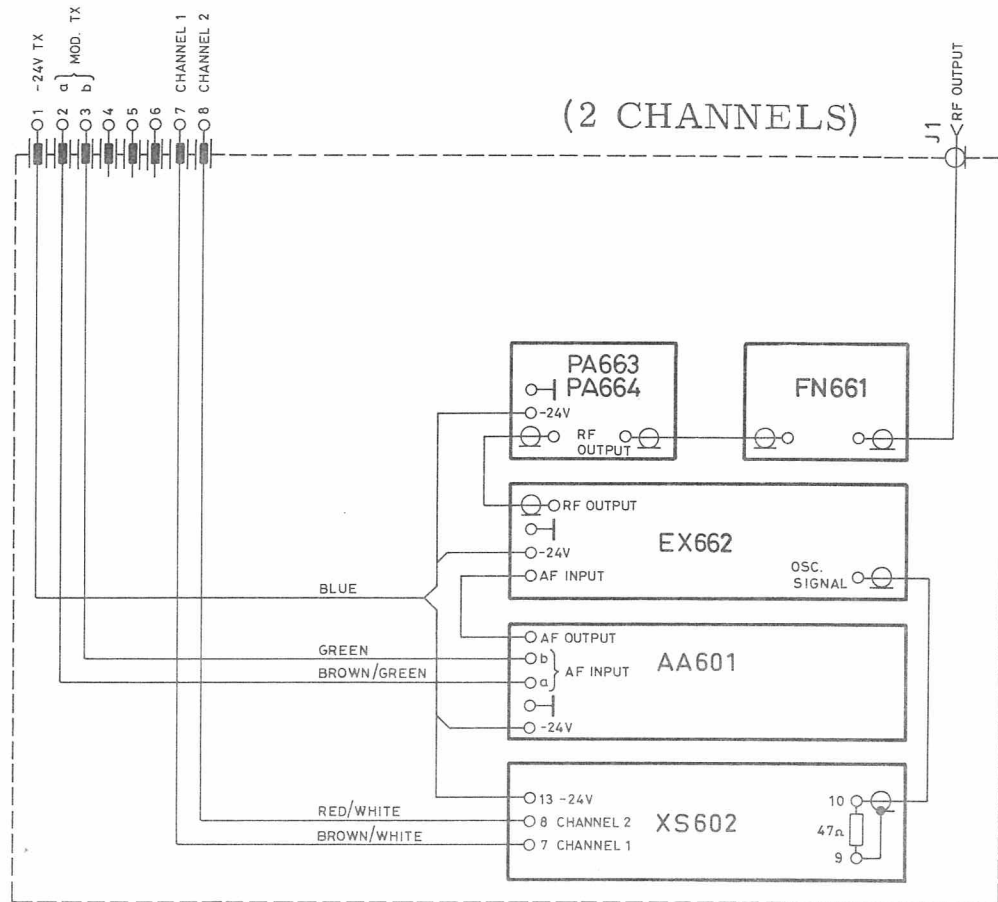 1 -24V TX
2 a
MOD. TX
3 b
4
5
6
7 CHANNEL 1
8 CHANNEL 2
(2 CHANNELS)
J1
RF OUTPUT
PA663
PA664
-24V
RF
OUTPUT
FN661
RF OUTPUT
EX662
-24V
AF INPUT
OSC.
SIGNAL
BLUE
AF OUTPUT
GREEN
b
AA601
AF INPUT
BROWN/GREEN
a
-24V
13 -24V
10
RED/WHITE
8 CHANNEL 2
XS602
47Ω
BROWN/WHITE
7 CHANNEL 1
9